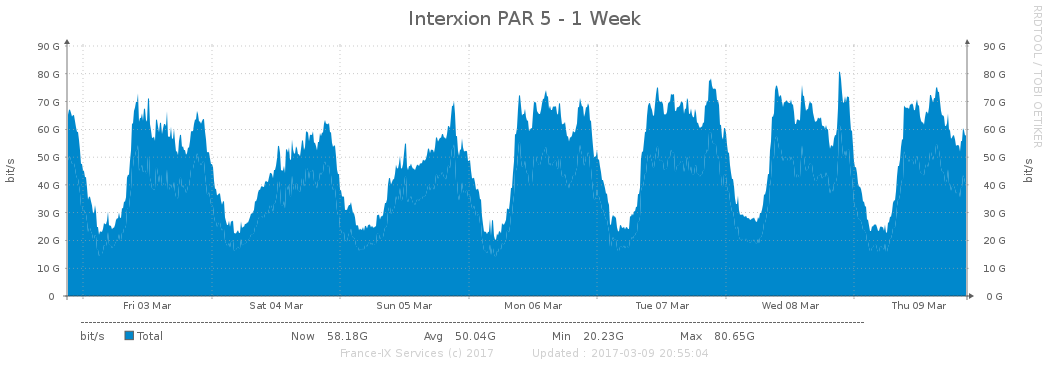 Interxion PAR 5 - 1 Week
RRDTOOL / TOBI OETIKER
90 G 90 G
80 G 80 G
70 G 70 G
60 G 60 G
50 G 50 G
40 G 40 G
30 G 30 G
20 G 20 G
10 G 10 G
0 0 G
bit/s
bit/s
Fri 03 Mar Sat 04 Mar Sun 05 Mar Mon 06 Mar Tue 07 Mar Wed 08 Mar Thu 09 Mar
bit/s Total Now 58.18G Avg 50.04G Min 20.23G Max 80.65G
France-IX Services (c) 2017 Updated : 2017-03-09 20:55:04